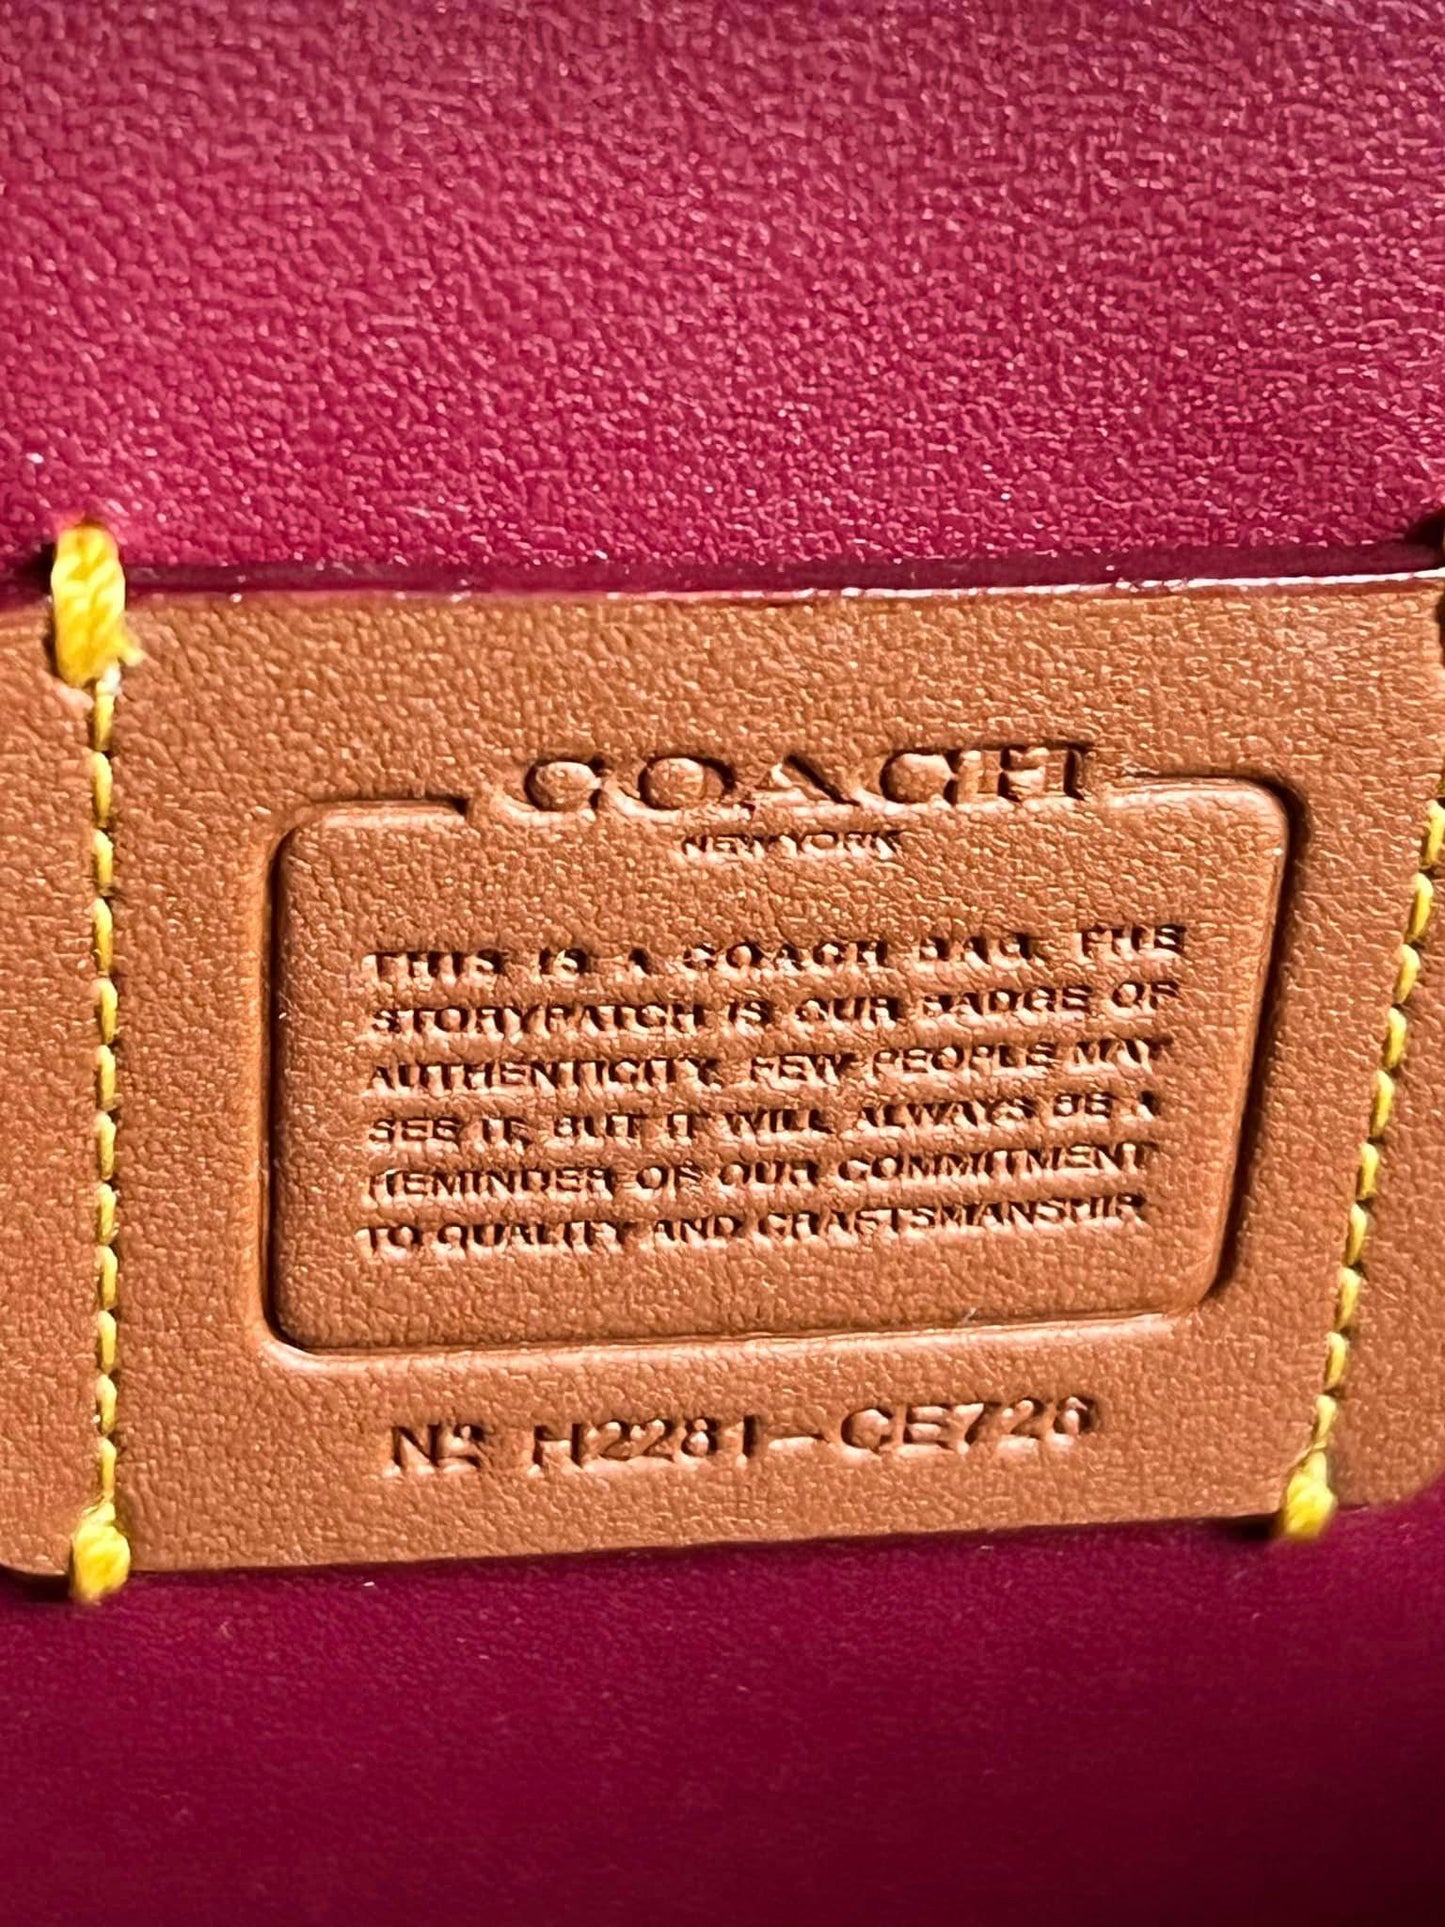 COACH
NEW YORK
THIS IS A COACH BAG. THE
STORYPATCH IS OUR BADGE OF
AUTHENTICITY. FEW PEOPLE MAY
SEE IT, BUT IT WILL ALWAYS BE A
REMINDER OF OUR COMMITMENT
TO QUALITY AND CRAFTSMANSHIP.
Nº H2281-CE728